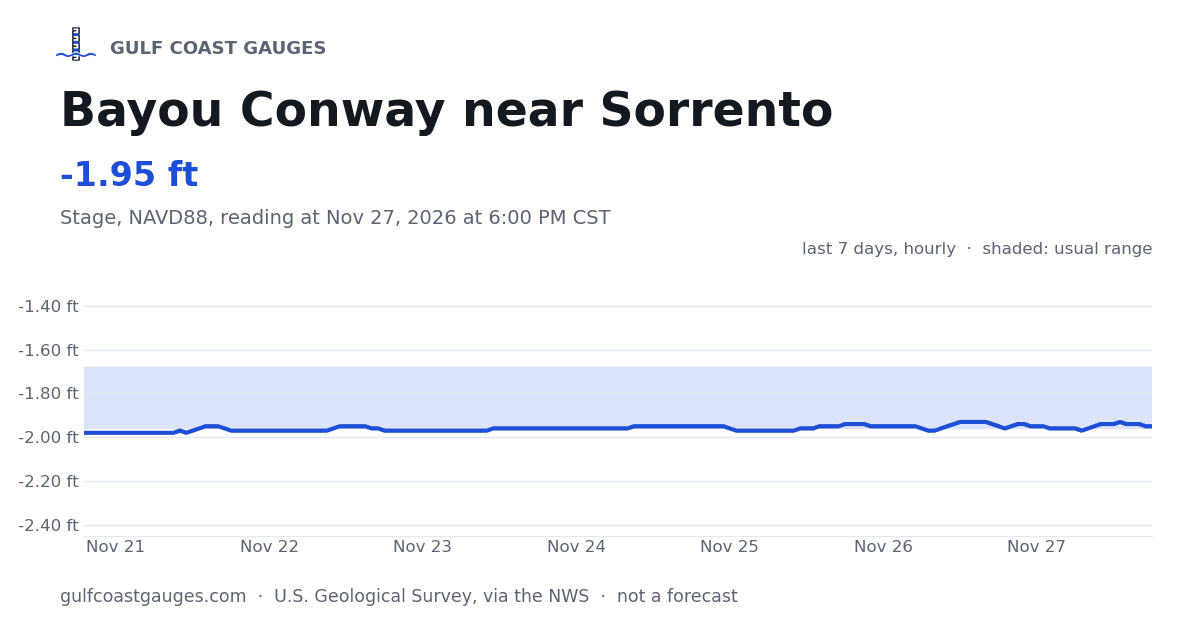 GULF COAST GAUGES
Bayou Conway near Sorrento
-1.95 ft
Stage, NAVD88, reading at Nov 27, 2026 at 6:00 PM CST
last 7 days, hourly · shaded: usual range
-1.40 ft
-1.60 ft
-1.80 ft
-2.00 ft
-2.20 ft
-2.40 ft
Nov 21 Nov 22 Nov 23 Nov 24 Nov 25 Nov 26 Nov 27
gulfcoastgauges.com · U.S. Geological Survey, via the NWS · not a forecast